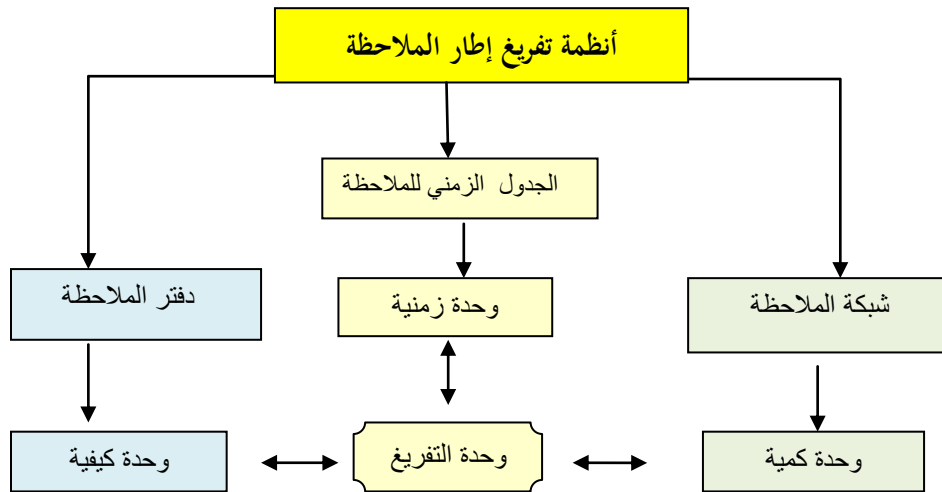 أنظمة تفريغ إطار الملاحظة
الجدول الزمني للملاحظة
شبكة الملاحظة
وحدة زمنية
دفتر الملاحظة
وحدة كمية
وحدة التفريغ
وحدة كيفية